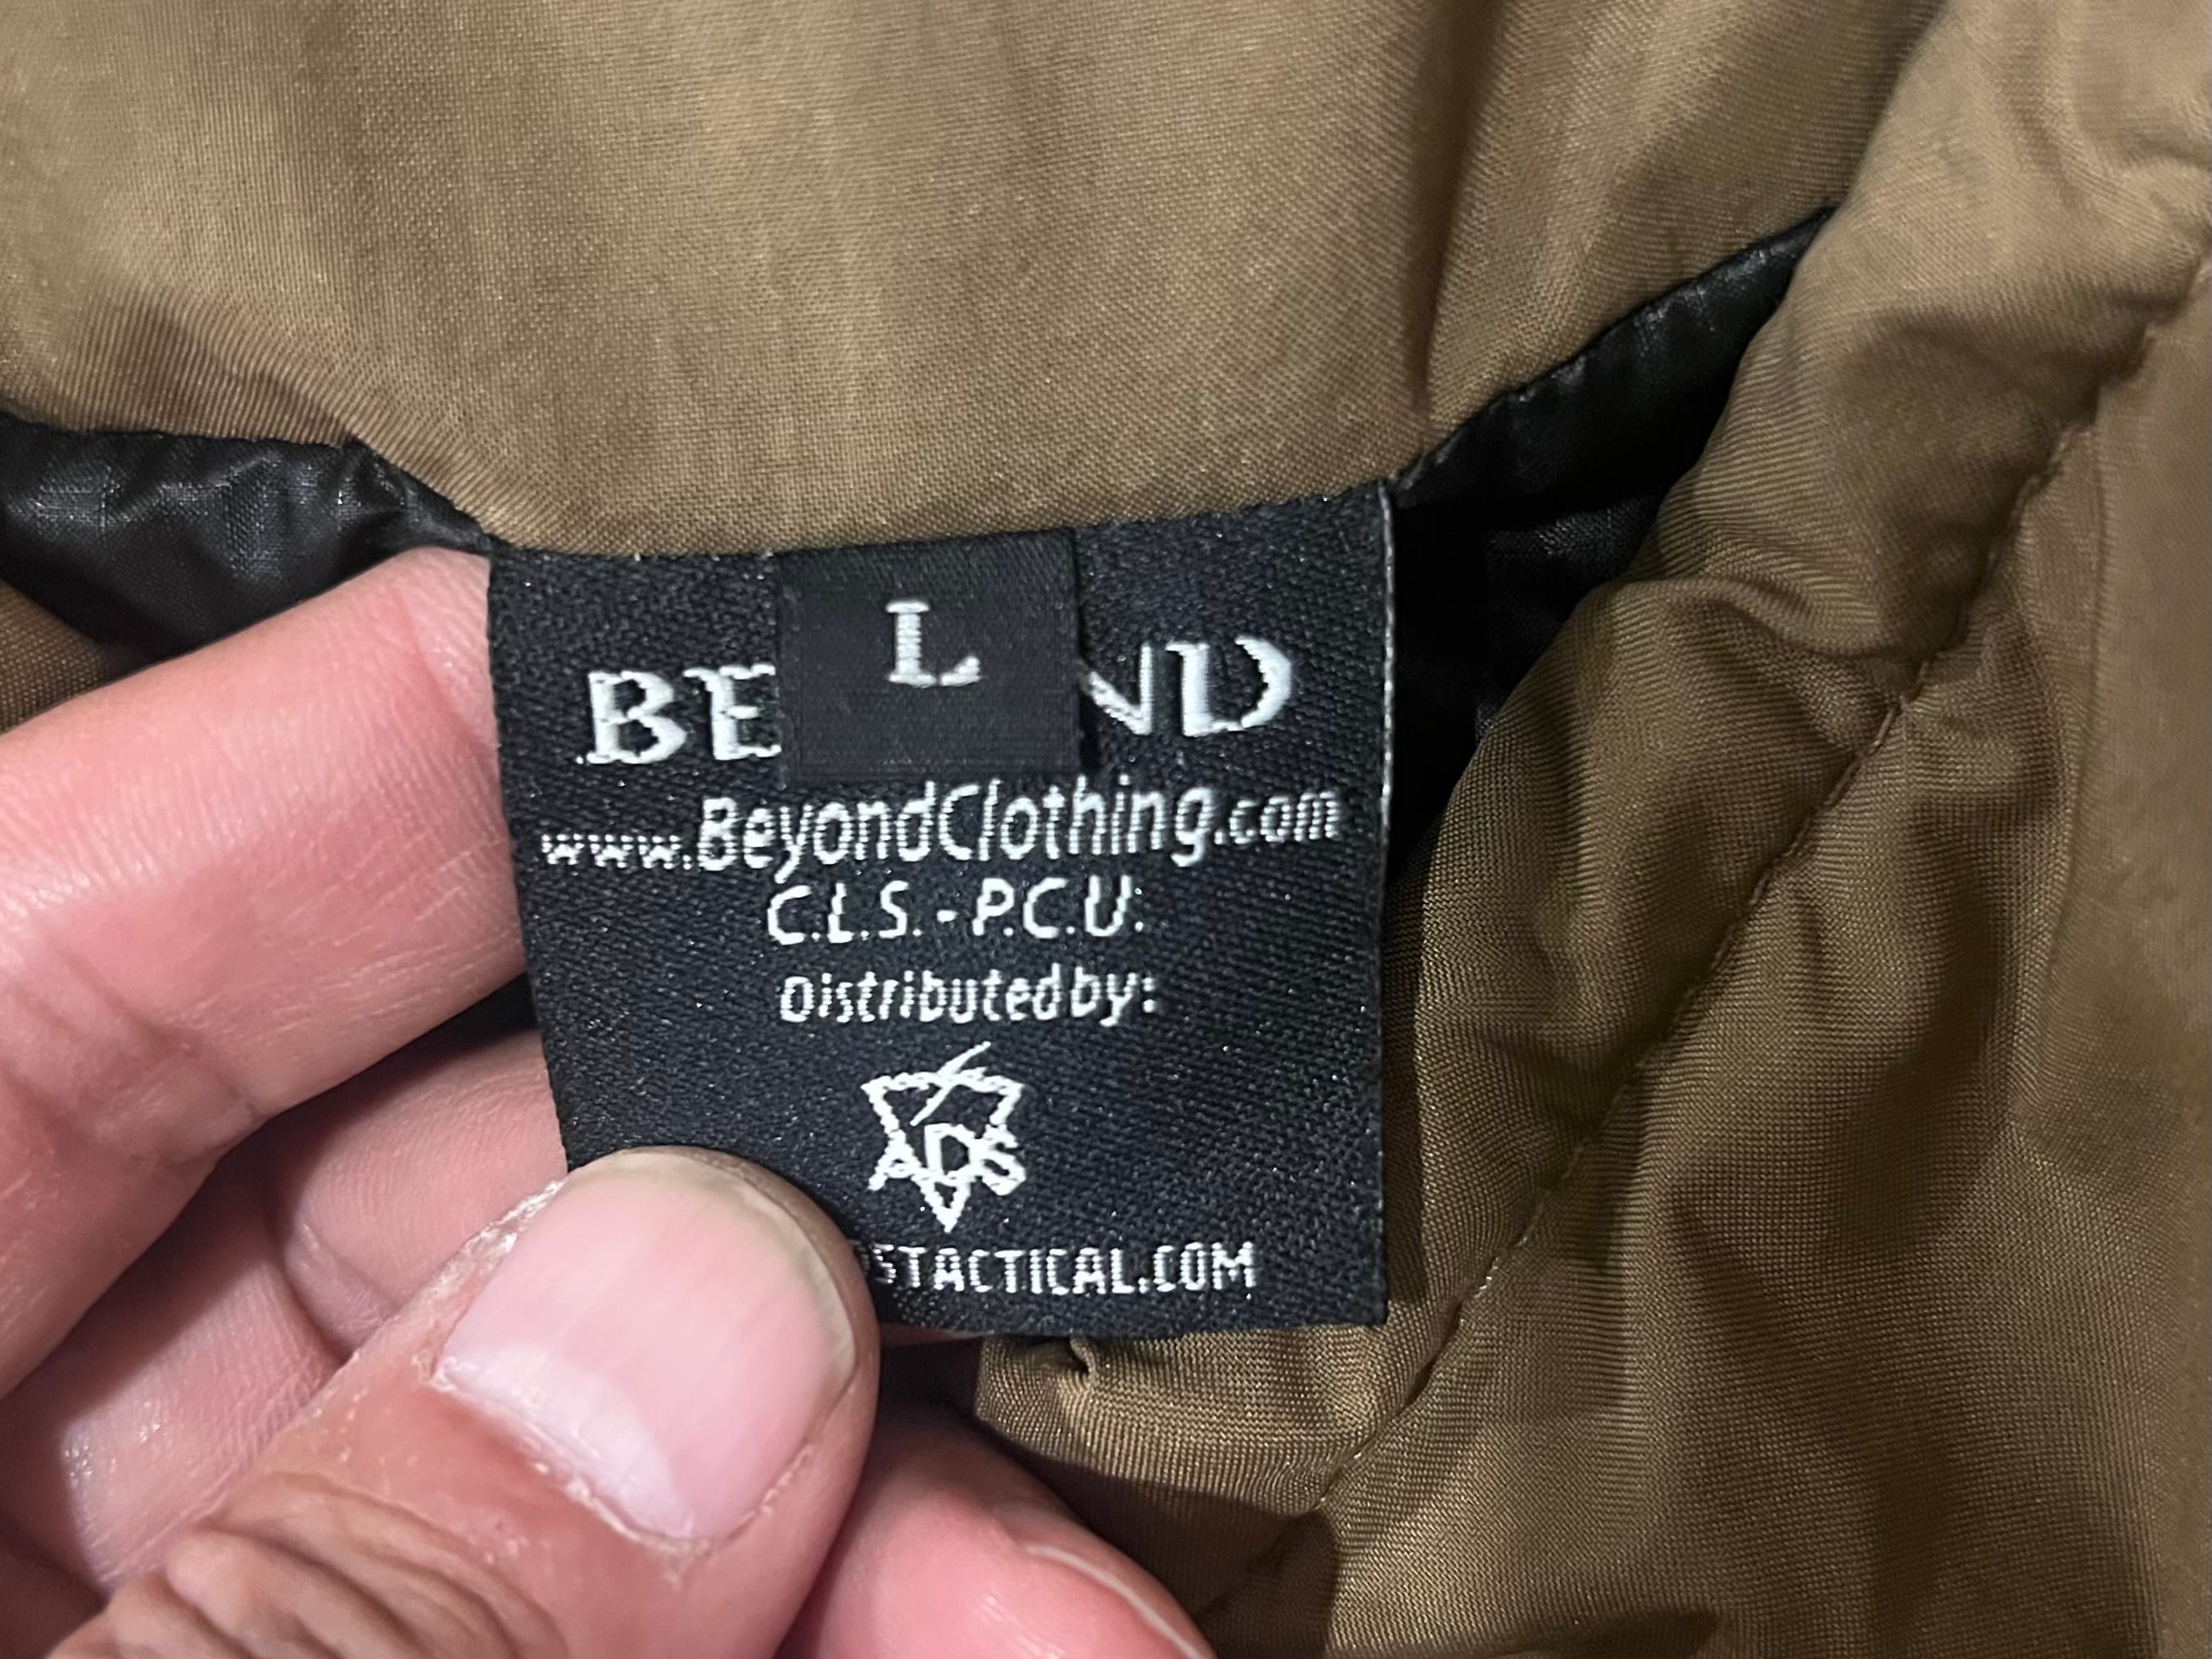 L
BE ND
www.BeyondClothing.com
C.L.S. - P.C.U.
Distributed by:
ADS
STACTICAL.COM